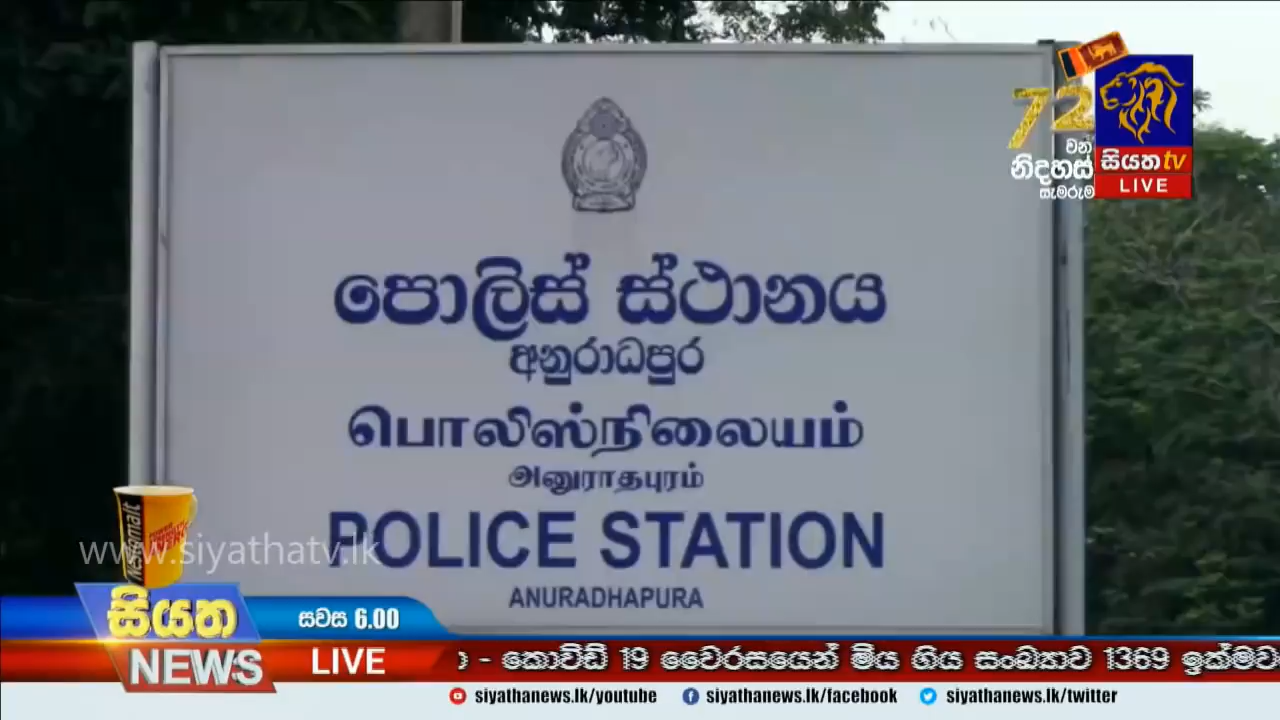 72
වන
නිදහස්
සැමරුම
සියත tv
LIVE
පොලිස් ස්ථානය
අනුරාධපුර
பொலிஸ்நிலையம்
அனுராதபுரம்
POLICE STATION
ANURADHAPURA
www.siyathatv.lk
Nestomalt
සියත
NEWS
සවස 6.00
LIVE
- කොවිඩ් 19 වෛරසයෙන් මිය ගිය සංඛ්‍යාව 1369 ඉක්මව
siyathanews.lk/youtube
siyathanews.lk/facebook
siyathanews.lk/twitter